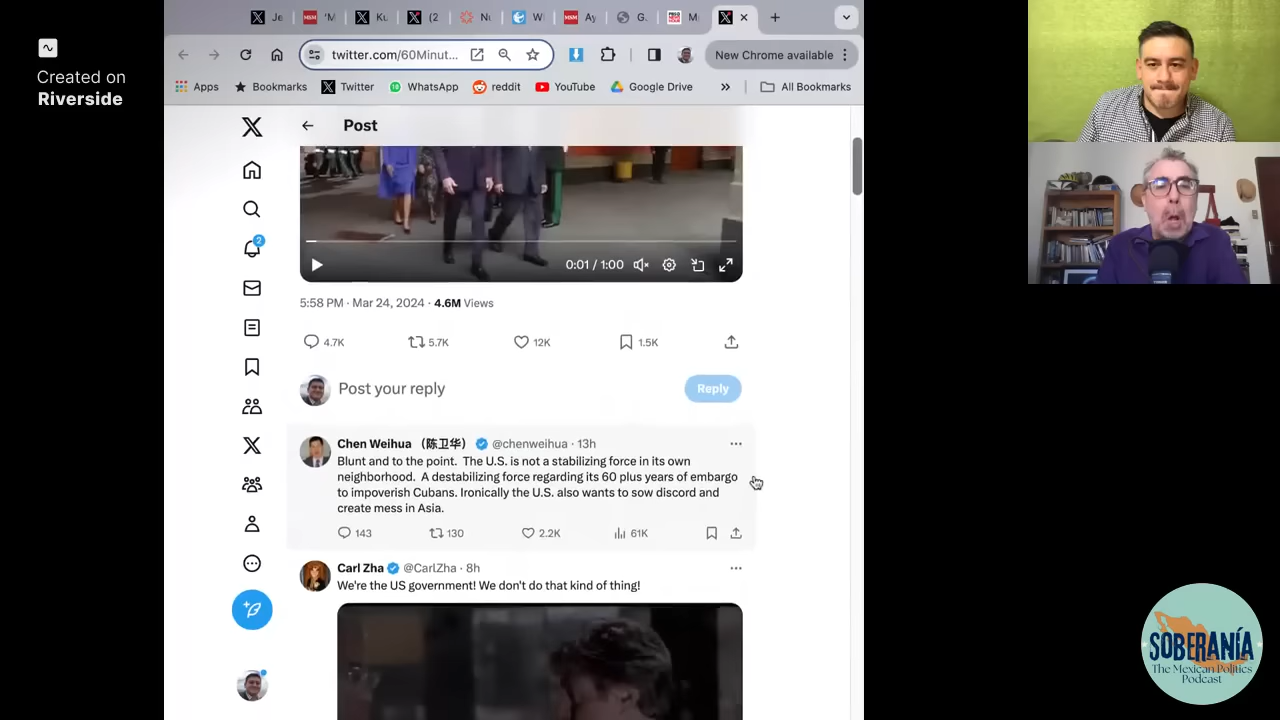 Created on
Riverside
Je
'M
Ku
(2
Nu
W
Ay
G.
M
twitter.com/60Minut...
New Chrome available
Apps
Bookmarks
Twitter
WhatsApp
reddit
YouTube
Google Drive
»
All Bookmarks
Post
0:01 / 1:00
5:58 PM · Mar 24, 2024 · 4.6M Views
4.7K 5.7K 12K 1.5K
2
Post your reply
Reply
Chen Weihua （陈卫华） @chenweihua · 13h
Blunt and to the point. The U.S. is not a stabilizing force in its own
neighborhood. A destabilizing force regarding its 60 plus years of embargo
to impoverish Cubans. Ironically the U.S. also wants to sow discord and
create mess in Asia.
143 130 2.2K 61K
Carl Zha @CarlZha · 8h
We're the US government! We don't do that kind of thing!
SOBERANÍA
The Mexican Politics
Podcast